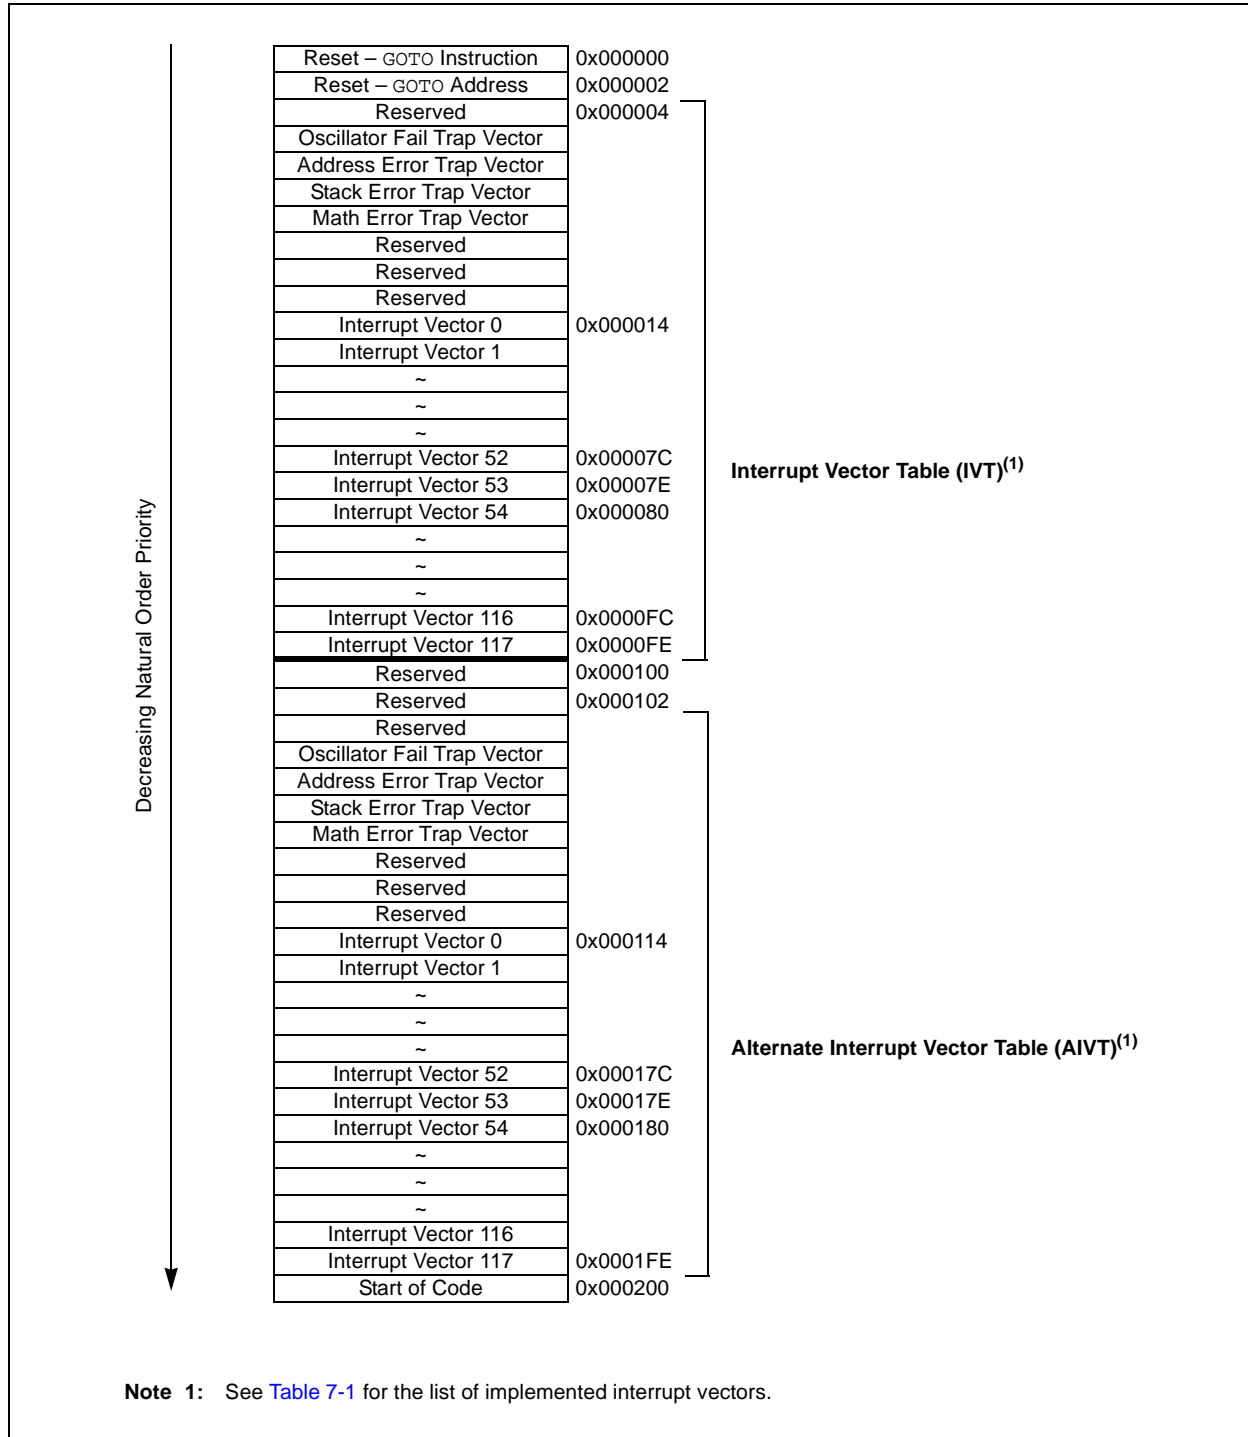 Reset – GOTO Instruction 0x000000
Reset – GOTO Address 0x000002
Reserved 0x000004
Oscillator Fail Trap Vector
Address Error Trap Vector
Stack Error Trap Vector
Math Error Trap Vector
Reserved
Reserved
Reserved
Interrupt Vector 0 0x000014
Interrupt Vector 1
~
~
~
Interrupt Vector 52 0x00007C
Interrupt Vector Table (IVT)(1)
Interrupt Vector 53 0x00007E
Interrupt Vector 54 0x000080
~
~
~
Interrupt Vector 116 0x0000FC
Interrupt Vector 117 0x0000FE
Decreasing Natural Order Priority
Reserved 0x000100
Reserved 0x000102
Reserved
Oscillator Fail Trap Vector
Address Error Trap Vector
Stack Error Trap Vector
Math Error Trap Vector
Reserved
Reserved
Reserved
Interrupt Vector 0 0x000114
Interrupt Vector 1
~
~
~
Alternate Interrupt Vector Table (AIVT)(1)
Interrupt Vector 52 0x00017C
Interrupt Vector 53 0x00017E
Interrupt Vector 54 0x000180
~
~
~
Interrupt Vector 116
Interrupt Vector 117 0x0001FE
Start of Code 0x000200
Note 1: See Table 7-1 for the list of implemented interrupt vectors.